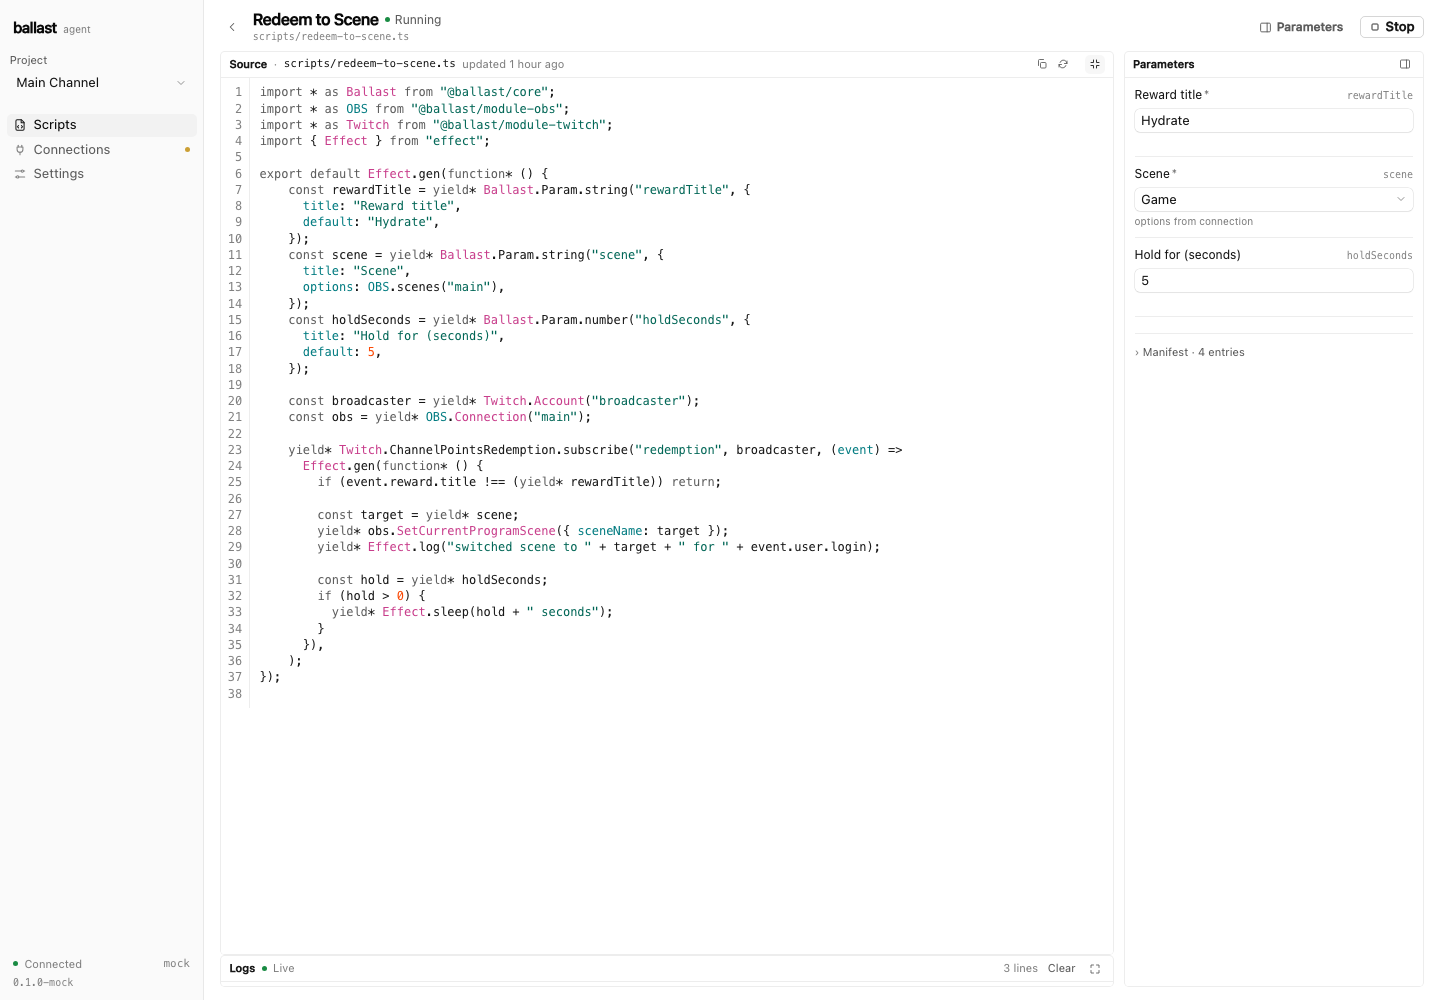 ballast agent
Project
Main Channel
Scripts
Connections
Settings
Connected mock
0.1.0-mock
Redeem to Scene Running
scripts/redeem-to-scene.ts
Parameters
Stop
Source · scripts/redeem-to-scene.ts updated 1 hour ago
1 import * as Ballast from "@ballast/core";
2 import * as OBS from "@ballast/module-obs";
3 import * as Twitch from "@ballast/module-twitch";
4 import { Effect } from "effect";
5
6 export default Effect.gen(function* () {
7     const rewardTitle = yield* Ballast.Param.string("rewardTitle", {
8       title: "Reward title",
9       default: "Hydrate",
10     });
11     const scene = yield* Ballast.Param.string("scene", {
12       title: "Scene",
13       options: OBS.scenes("main"),
14     });
15     const holdSeconds = yield* Ballast.Param.number("holdSeconds", {
16       title: "Hold for (seconds)",
17       default: 5,
18     });
19
20     const broadcaster = yield* Twitch.Account("broadcaster");
21     const obs = yield* OBS.Connection("main");
22
23     yield* Twitch.ChannelPointsRedemption.subscribe("redemption", broadcaster, (event) =>
24       Effect.gen(function* () {
25         if (event.reward.title !== (yield* rewardTitle)) return;
26
27         const target = yield* scene;
28         yield* obs.SetCurrentProgramScene({ sceneName: target });
29         yield* Effect.log("switched scene to " + target + " for " + event.user.login);
30
31         const hold = yield* holdSeconds;
32         if (hold > 0) {
33           yield* Effect.sleep(hold + " seconds");
34         }
35       }),
36     );
37 });
38
Logs Live 3 lines Clear
Parameters
Reward title* rewardTitle
Hydrate
Scene* scene
Game
options from connection
Hold for (seconds) holdSeconds
5
› Manifest · 4 entries